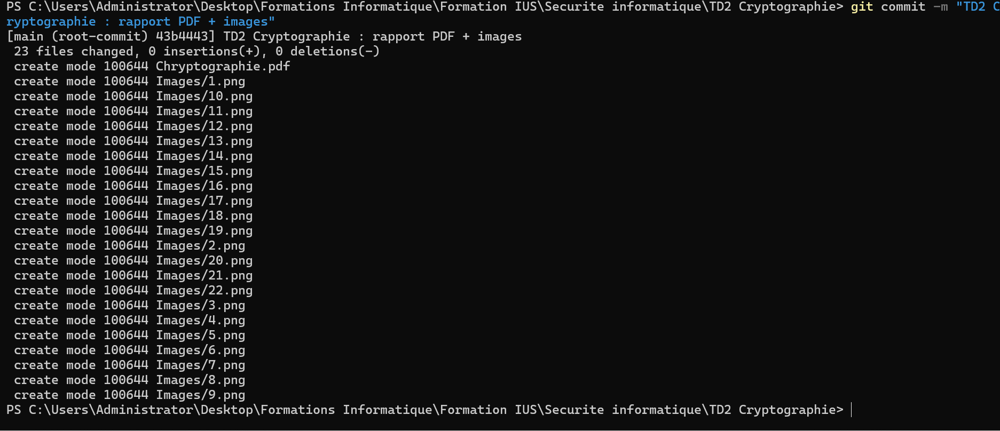 PS C:\Users\Administrator\Desktop\Formations Informatique\Formation IUS\Securite informatique\TD2 Cryptographie> git commit -m "TD2 C
ryptographie : rapport PDF + images"
[main (root-commit) 43b4443] TD2 Cryptographie : rapport PDF + images
 23 files changed, 0 insertions(+), 0 deletions(-)
 create mode 100644 Chryptographie.pdf
 create mode 100644 Images/1.png
 create mode 100644 Images/10.png
 create mode 100644 Images/11.png
 create mode 100644 Images/12.png
 create mode 100644 Images/13.png
 create mode 100644 Images/14.png
 create mode 100644 Images/15.png
 create mode 100644 Images/16.png
 create mode 100644 Images/17.png
 create mode 100644 Images/18.png
 create mode 100644 Images/19.png
 create mode 100644 Images/2.png
 create mode 100644 Images/20.png
 create mode 100644 Images/21.png
 create mode 100644 Images/22.png
 create mode 100644 Images/3.png
 create mode 100644 Images/4.png
 create mode 100644 Images/5.png
 create mode 100644 Images/6.png
 create mode 100644 Images/7.png
 create mode 100644 Images/8.png
 create mode 100644 Images/9.png
PS C:\Users\Administrator\Desktop\Formations Informatique\Formation IUS\Securite informatique\TD2 Cryptographie>